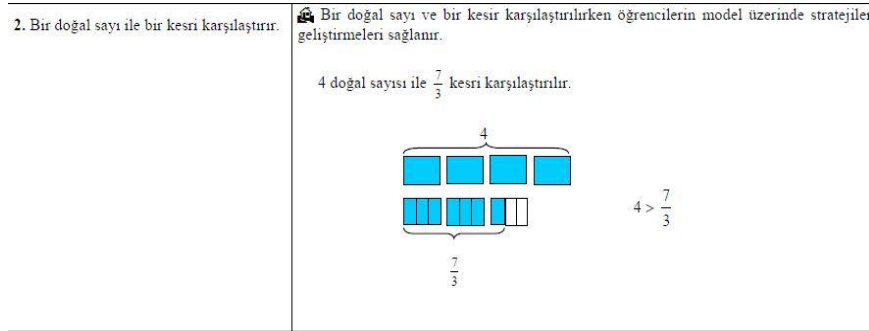 2. Bir doğal sayı ile bir kesri karşılaştırır.
Bir doğal sayı ve bir kesir karşılaştırılırken öğrencilerin model üzerinde stratejiler
geliştirmeleri sağlanır.
4 doğal sayısı ile 7/3 kesri karşılaştırılır.
4
4 > 7/3
7/3